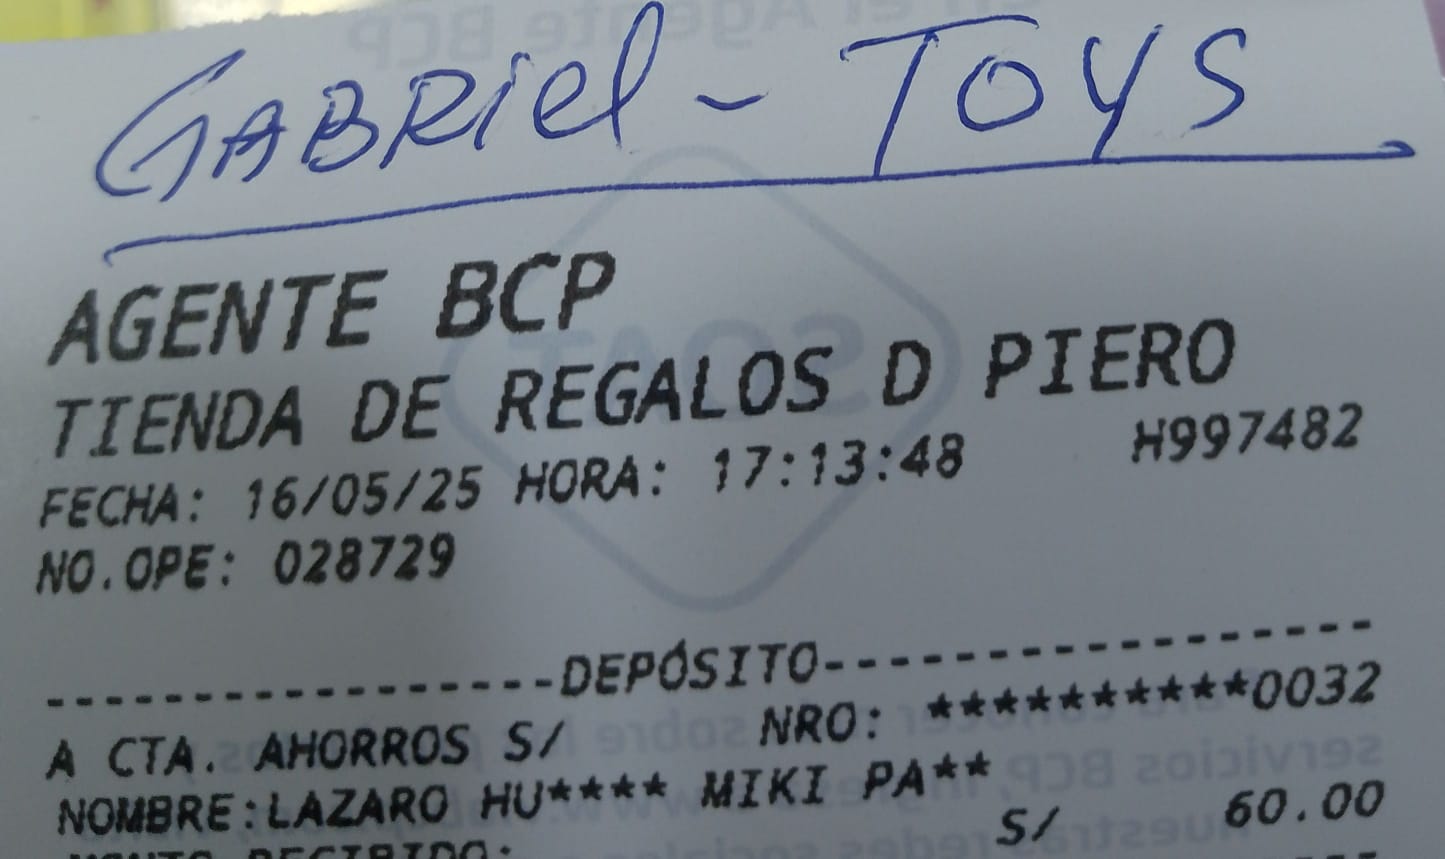 GABRiel - TOYS
AGENTE BCP
TIENDA DE REGALOS D PIERO
FECHA: 16/05/25 HORA: 17:13:48 H997482
NO.OPE: 028729
------------------DEPÓSITO------------------
A CTA. AHORROS S/ NRO: **********0032
NOMBRE:LAZARO HU**** MIKI PA**
S/ 60.00
RECIBIDO: